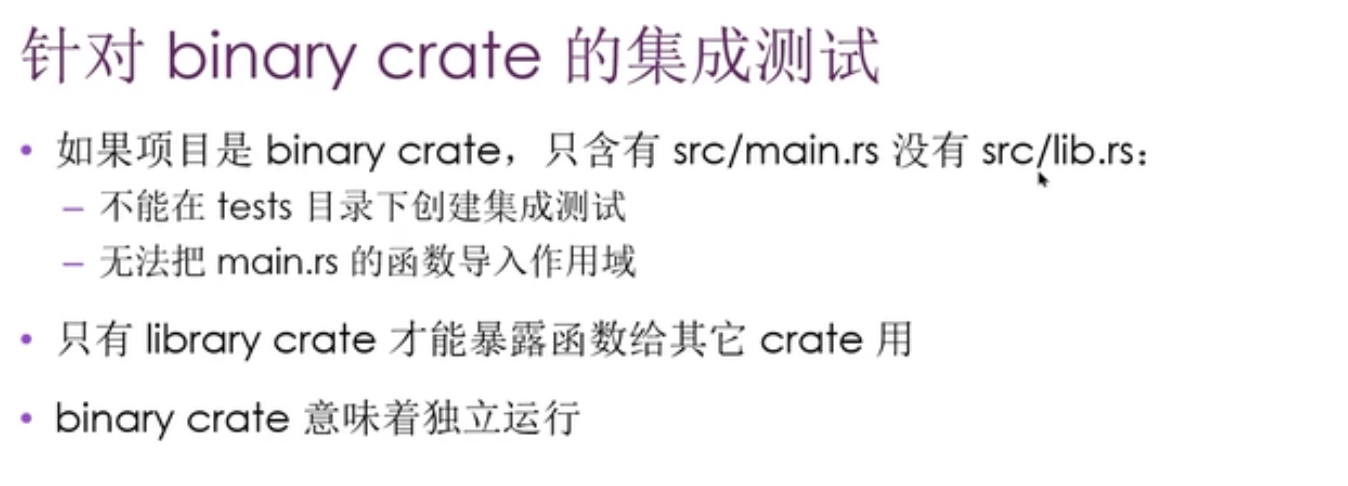 针对 binary crate 的集成测试
• 如果项目是 binary crate，只含有 src/main.rs 没有 src/lib.rs：
– 不能在 tests 目录下创建集成测试
– 无法把 main.rs 的函数导入作用域
• 只有 library crate 才能暴露函数给其它 crate 用
• binary crate 意味着独立运行